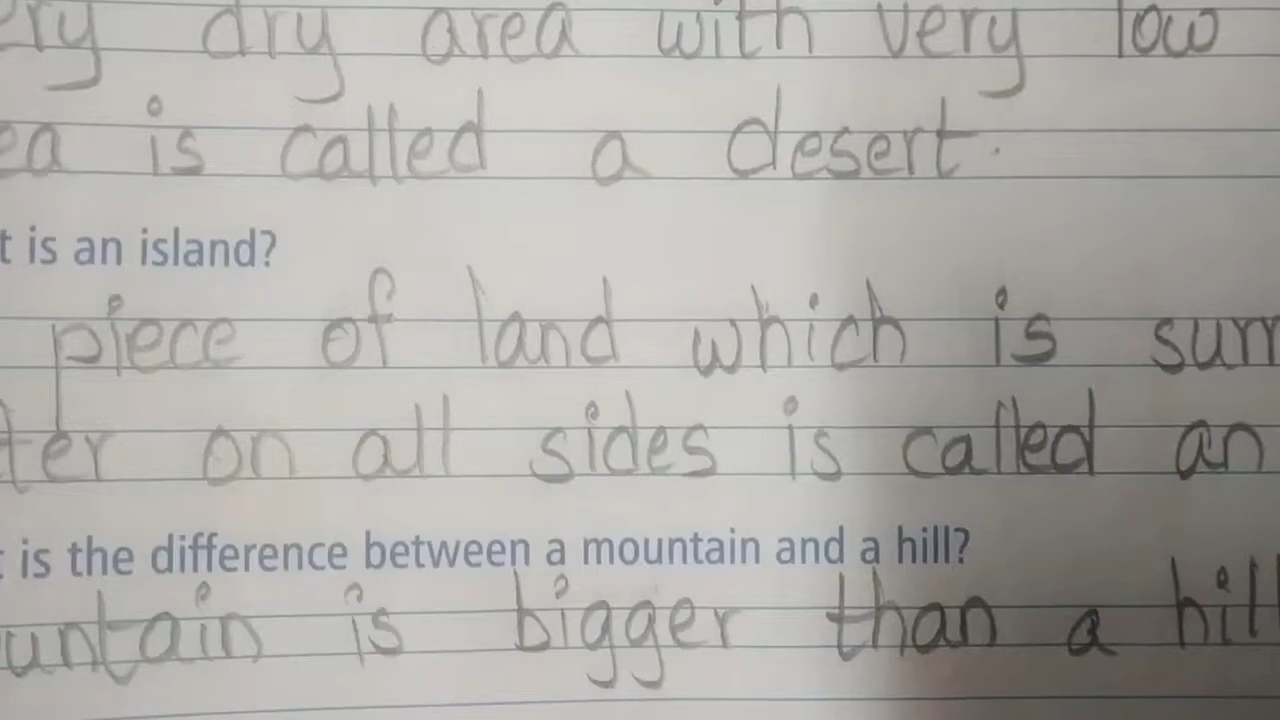 ery dry area with very low
ea is called a desert.
t is an island?
piece of land which is surr
ter on all sides is called an
is the difference between a mountain and a hill?
untain is bigger than a hill